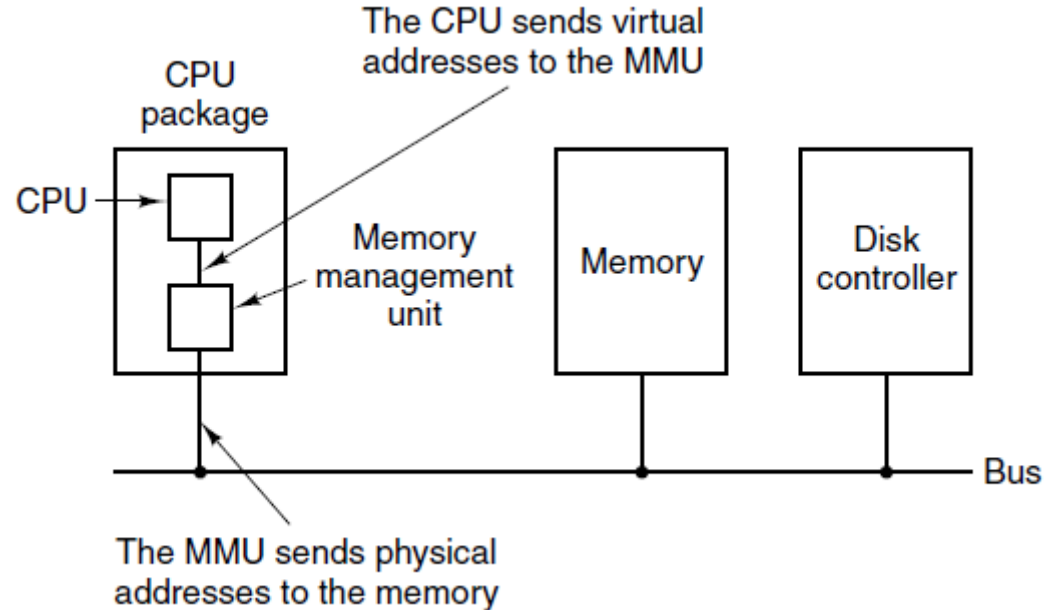 The CPU sends virtual
addresses to the MMU
CPU
package
CPU
Memory
management
unit
Memory
Disk
controller
Bus
The MMU sends physical
addresses to the memory